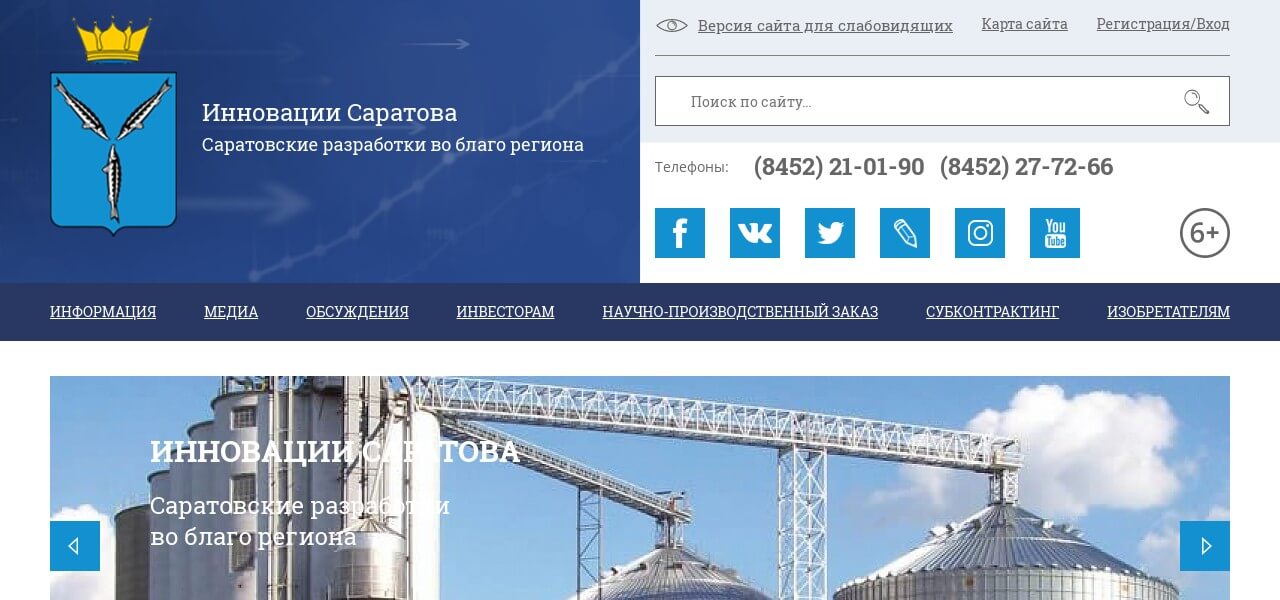 Инновации Саратова
Саратовские разработки во благо региона
Версия сайта для слабовидящих
Карта сайта
Регистрация/Вход
Поиск по сайту...
Телефоны: (8452) 21-01-90 (8452) 27-72-66
You Tube
6+
ИНФОРМАЦИЯ МЕДИА ОБСУЖДЕНИЯ ИНВЕСТОРАМ НАУЧНО-ПРОИЗВОДСТВЕННЫЙ ЗАКАЗ СУБКОНТРАКТИНГ ИЗОБРЕТАТЕЛЯМ
ИННОВАЦИИ САРАТОВА
Саратовские разработки
во благо региона